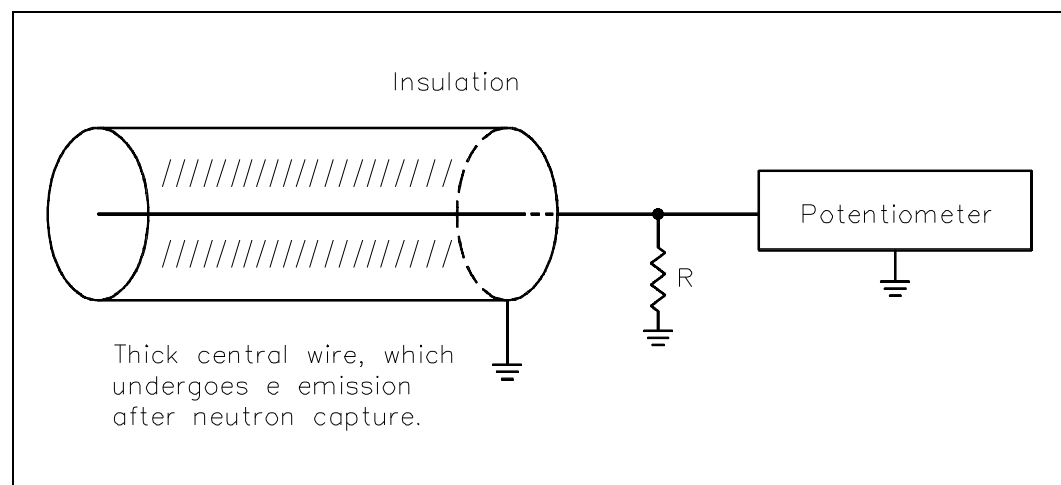 Insulation
Potentiometer
R
Thick central wire, which
undergoes e emission
after neutron capture.